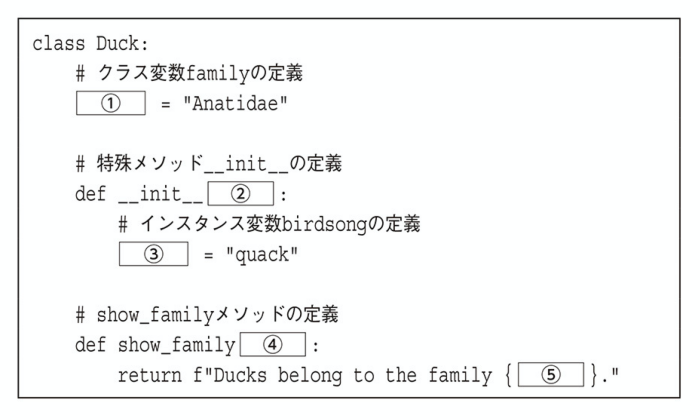 class Duck:
# クラス変数familyの定義
① = "Anatidae"
# 特殊メソッド__init__の定義
def __init__ ② :
# インスタンス変数birdsongの定義
③ = "quack"
# show_familyメソッドの定義
def show_family ④ :
return f"Ducks belong to the family { ⑤ }."